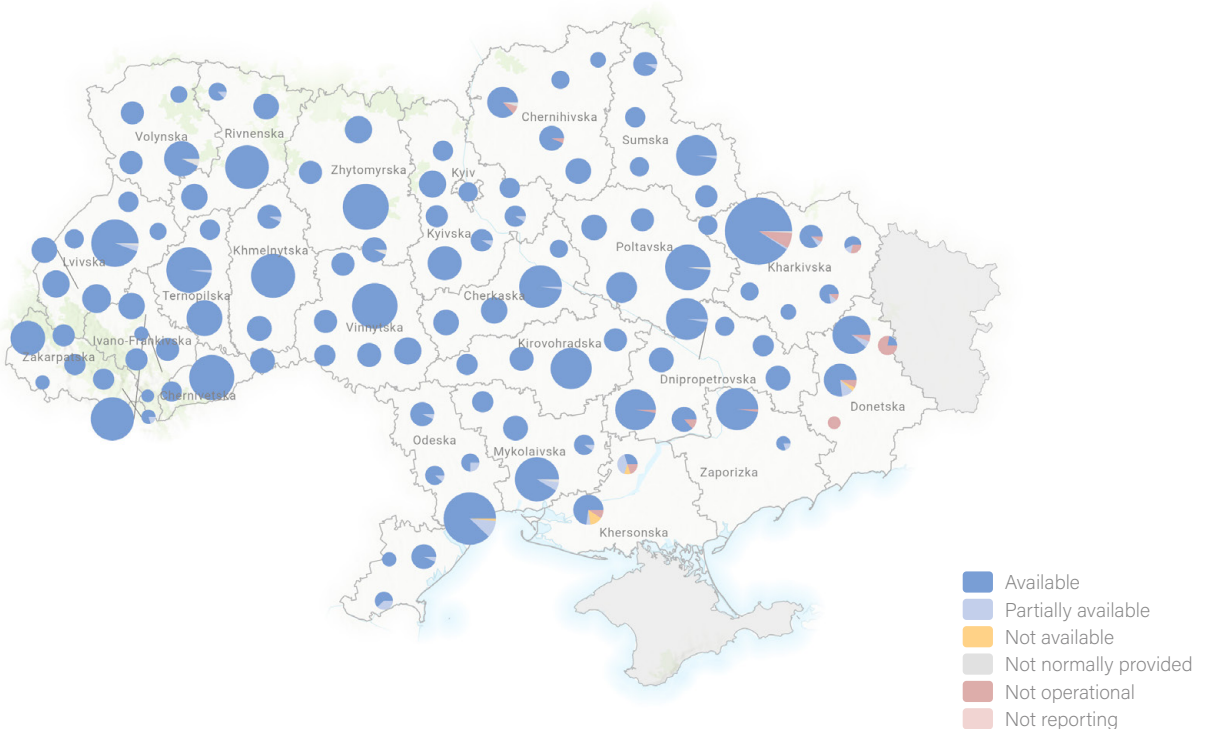 Chernihivska
Volynska
Rivnenska
Sumska
Zhytomyrska
Kyiv
Kyivska
Poltavska
Khmelnytska
Lvivska
Kharkivska
Ternopilska
Cherkaska
Vinnytska
Ivano-Frankivska
Kirovohradska
Zakarpatska
Dnipropetrovska
Chernivetska
Donetska
Odeska
Mykolaivska
Zaporizka
Khersonska
Available
Partially available
Not available
Not normally provided
Not operational
Not reporting